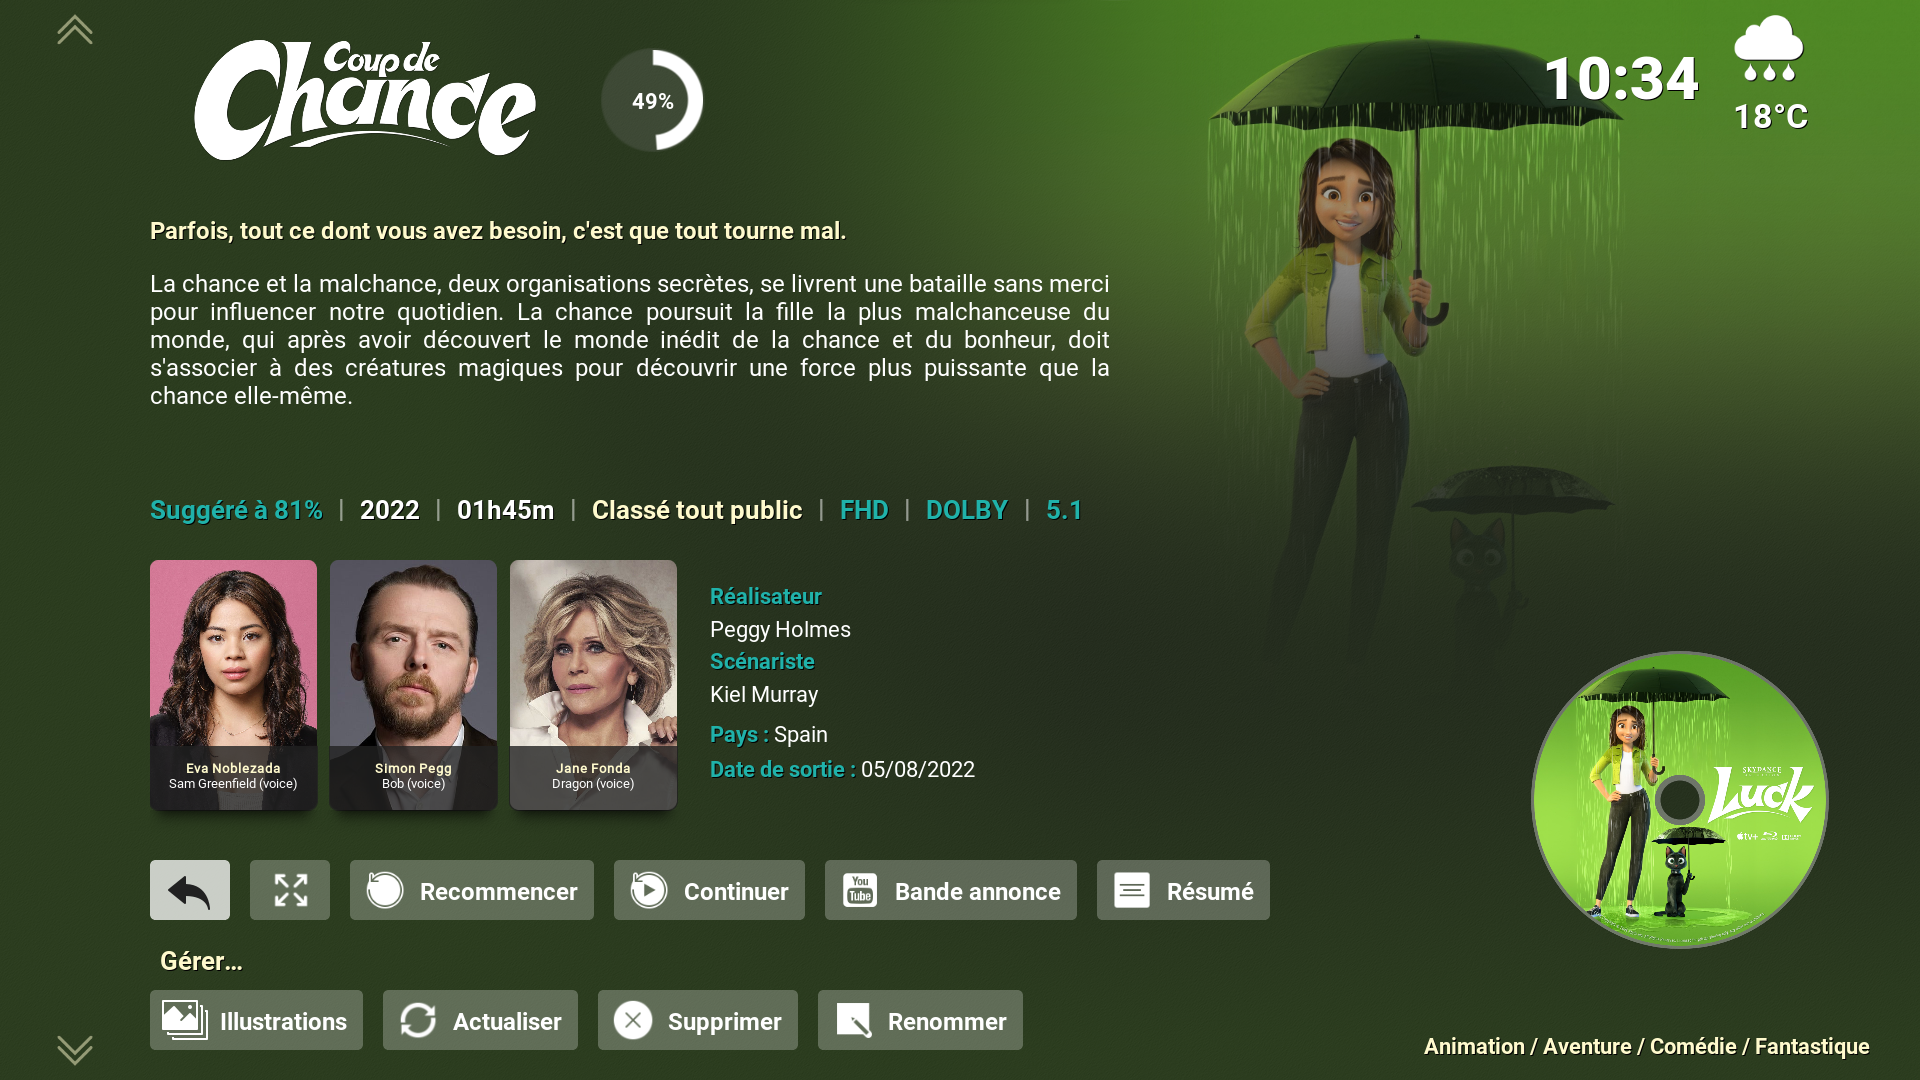 Coup de
Chance
49%
10:34
18°C
Parfois, tout ce dont vous avez besoin, c'est que tout tourne mal.
La chance et la malchance, deux organisations secrètes, se livrent une bataille sans merci
pour influencer notre quotidien. La chance poursuit la fille la plus malchanceuse du
monde, qui après avoir découvert le monde inédit de la chance et du bonheur, doit
s'associer à des créatures magiques pour découvrir une force plus puissante que la
chance elle-même.
Suggéré à 81% | 2022 | 01h45m | Classé tout public | FHD | DOLBY | 5.1
Eva Noblezada
Sam Greenfield (voice)
Simon Pegg
Bob (voice)
Jane Fonda
Dragon (voice)
Réalisateur
Peggy Holmes
Scénariste
Kiel Murray
Pays : Spain
Date de sortie : 05/08/2022
SKYDANCE
Luck
tv+
Recommencer
Continuer
You
Tube
Bande annonce
Résumé
Gérer...
Illustrations
Actualiser
Supprimer
Renommer
Animation / Aventure / Comédie / Fantastique